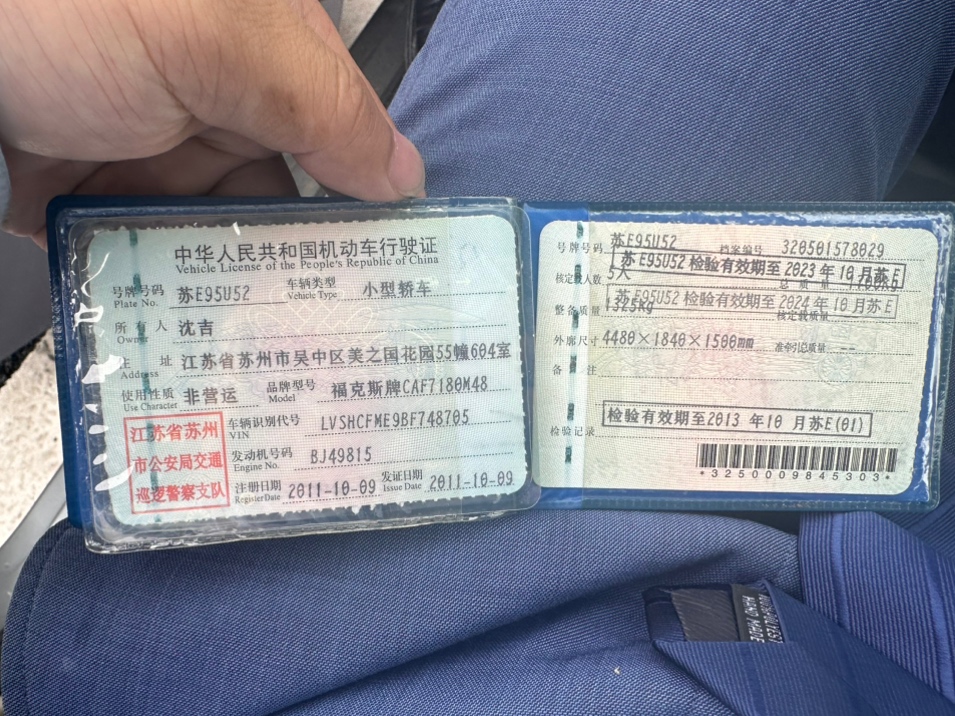 中华人民共和国机动车行驶证
Vehicle License of the People's Republic of China
号牌号码 苏E95U52 车辆类型 小型轿车
Plate No. Vehicle Type
所有人 沈吉
Owner
住 址 江苏省苏州市吴中区美之国花园55幢604室
Address
使用性质 非营运 品牌型号 福克斯牌CAF7180M48
Use Character Model
江苏省苏州
市公安局交通
巡逻警察支队
车辆识别代号 LVSHCFME9BF748705
VIN
发动机号码 BJ49815
Engine No.
注册日期 2011-10-09 发证日期 2011-10-09
Register Date Issue Date
号牌号码 苏E95U52 档案编号 320501578029
苏E95U52 检验有效期至 2023 年 10 月苏E
核定载人数 5人 总质量
苏E95U52 检验有效期至 2024 年 10 月苏E
整备质量 1325kg 核定载质量
外廓尺寸 4480×1840×1500mm 准牵引总质量 --
备 注
检验有效期至2013 年10 月苏E(01)
检验记录
*3250009845303*
HAND MADE